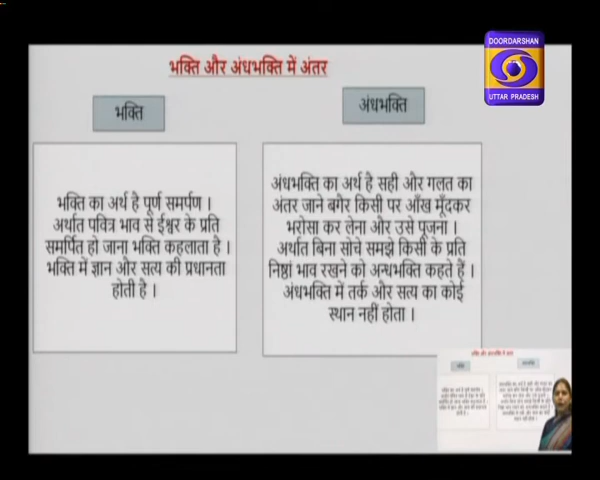 DOORDARSHAN
UTTAR PRADESH
भक्ति और अंधभक्ति में अंतर
भक्ति
भक्ति का अर्थ है पूर्ण समर्पण ।
अर्थात पवित्र भाव से ईश्वर के प्रति
समर्पित हो जाना भक्ति कहलाता है ।
भक्ति में ज्ञान और सत्य की प्रधानता
होती है ।
अंधभक्ति
अंधभक्ति का अर्थ है सही और गलत का
अंतर जाने बगैर किसी पर आँख मूँदकर
भरोसा कर लेना और उसे पूजना ।
अर्थात बिना सोचे समझे किसी के प्रति
निष्ठां भाव रखने को अन्धभक्ति कहते हैं ।
अंधभक्ति में तर्क और सत्य का कोई
स्थान नहीं होता ।